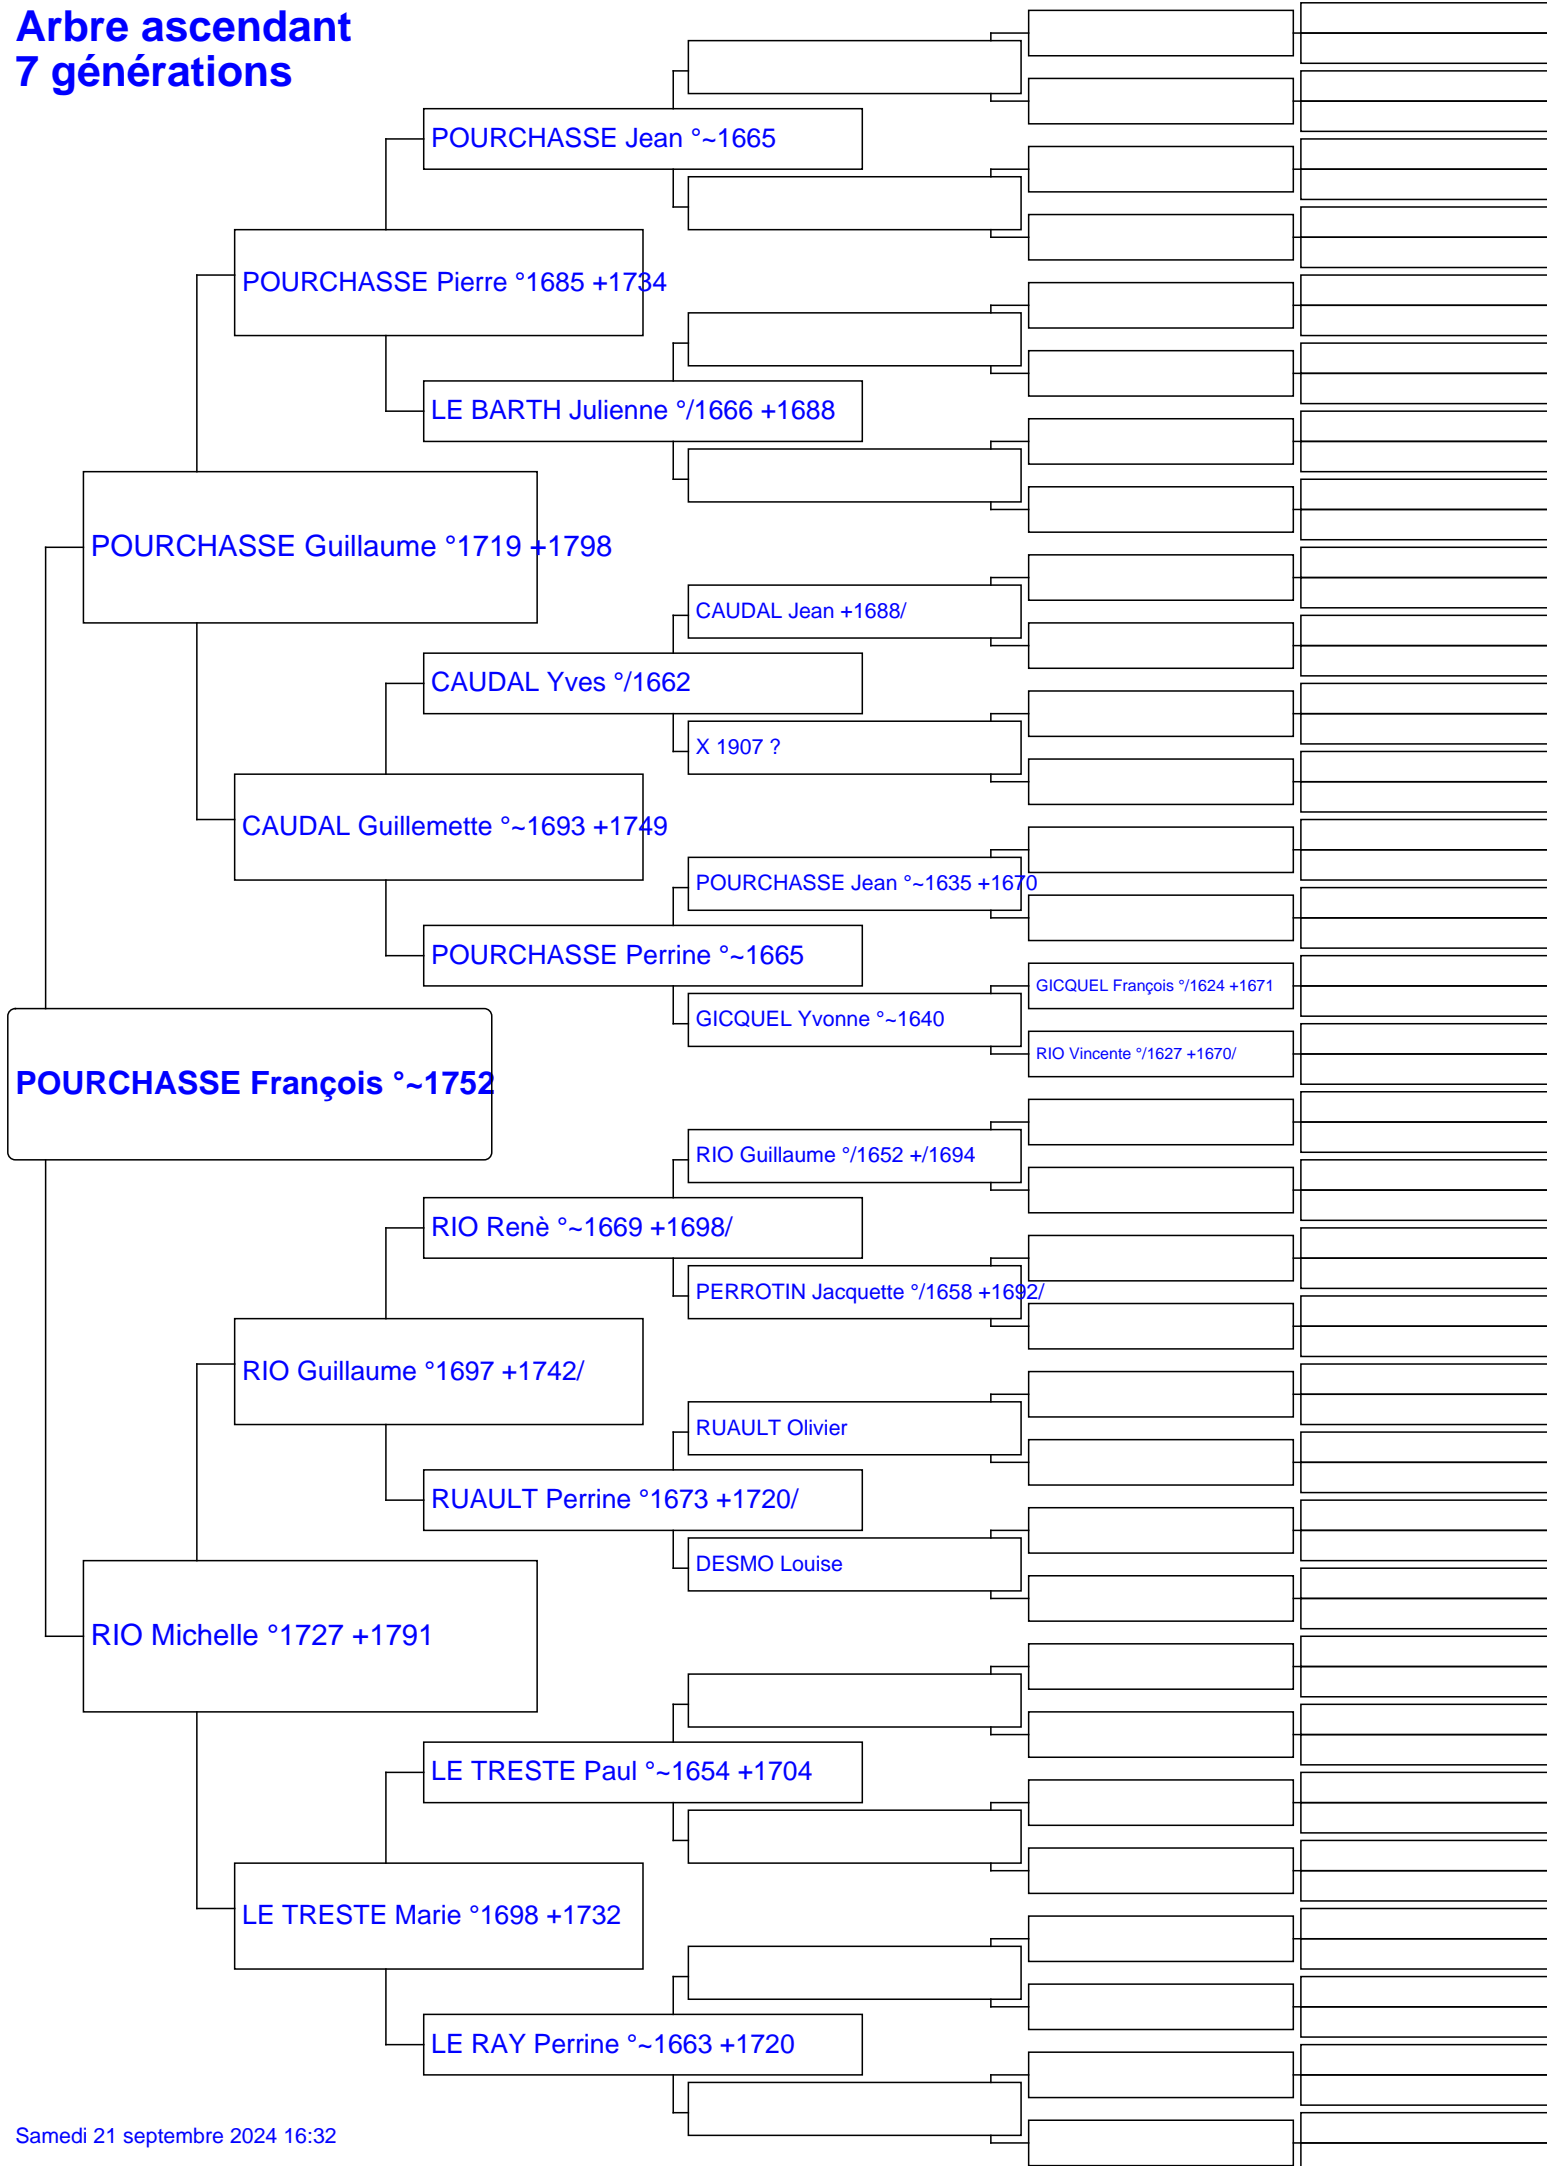 Arbre ascendant
7 générations
POURCHASSE Jean °~1665
POURCHASSE Pierre °1685 +1734
LE BARTH Julienne °/1666 +1688
POURCHASSE Guillaume °1719 +1798
CAUDAL Jean +1688/
CAUDAL Yves °/1662
X 1907 ?
CAUDAL Guillemette °~1693 +1749
POURCHASSE Jean °~1635 +1670
POURCHASSE Perrine °~1665
GICQUEL François °/1624 +1671
GICQUEL Yvonne °~1640
RIO Vincente °/1627 +1670/
POURCHASSE François °~1752
RIO Guillaume °/1652 +/1694
RIO Renè °~1669 +1698/
PERROTIN Jacquette °/1658 +1692/
RIO Guillaume °1697 +1742/
RUAULT Olivier
RUAULT Perrine °1673 +1720/
DESMO Louise
RIO Michelle °1727 +1791
LE TRESTE Paul °~1654 +1704
LE TRESTE Marie °1698 +1732
LE RAY Perrine °~1663 +1720
Samedi 21 septembre 2024 16:32